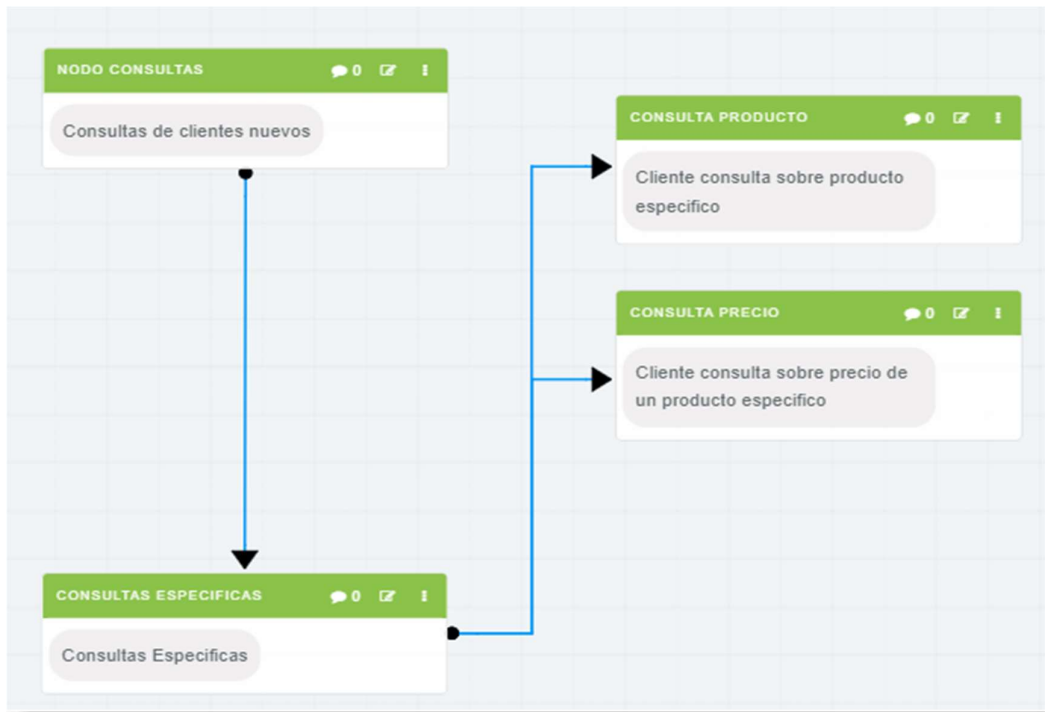 NODO CONSULTAS 0
Consultas de clientes nuevos
CONSULTA PRODUCTO 0
Cliente consulta sobre producto
especifico
CONSULTA PRECIO 0
Cliente consulta sobre precio de
un producto especifico
CONSULTAS ESPECIFICAS 0
Consultas Especificas